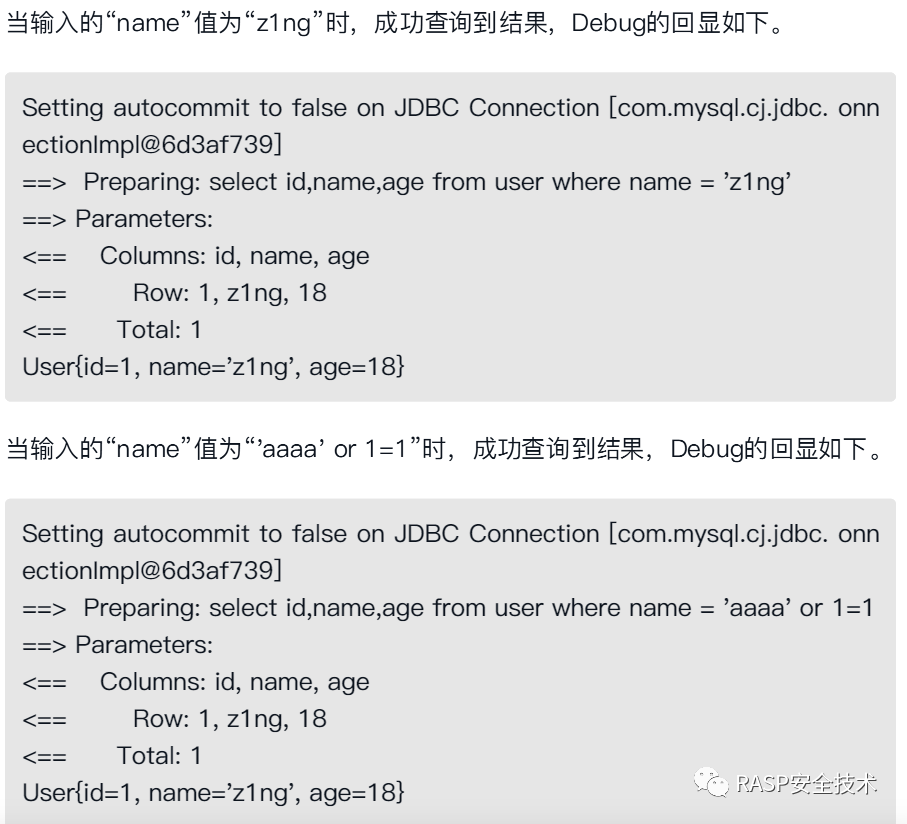 当输入的“name”值为“z1ng”时，成功查询到结果，Debug的回显如下。
Setting autocommit to false on JDBC Connection [com.mysql.cj.jdbc. onn
ectionImpl@6d3af739]
==> Preparing: select id,name,age from user where name = ’z1ng’
==> Parameters:
<== Columns: id, name, age
<== Row: 1, z1ng, 18
<== Total: 1
User{id=1, name=’z1ng’, age=18}
当输入的“name”值为“’aaaa’ or 1=1”时，成功查询到结果，Debug的回显如下。
Setting autocommit to false on JDBC Connection [com.mysql.cj.jdbc. onn
ectionImpl@6d3af739]
==> Preparing: select id,name,age from user where name = ’aaaa’ or 1=1
==> Parameters:
<== Columns: id, name, age
<== Row: 1, z1ng, 18
<== Total: 1
User{id=1, name=’z1ng’, age=18}
RASP安全技术